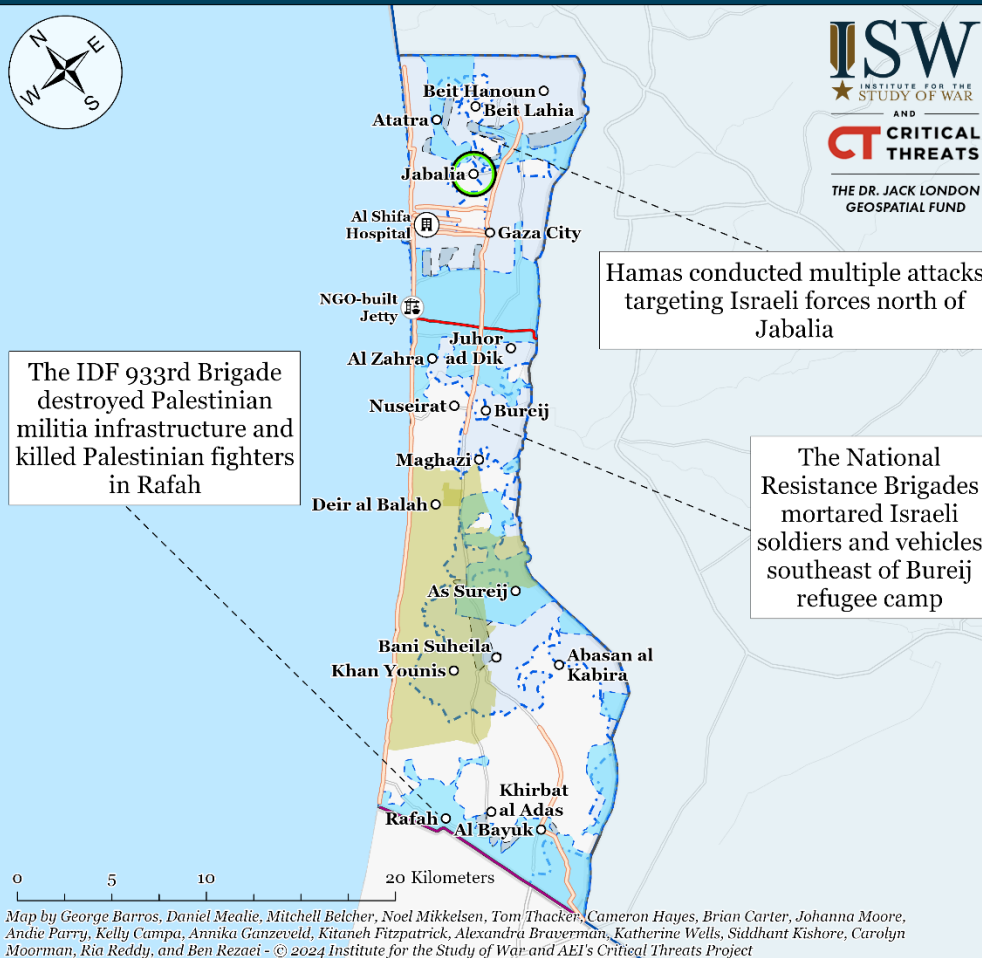 N
E
W
S
ISW
INSTITUTE FOR THE
STUDY OF WAR
AND
CT CRITICAL
THREATS
THE DR. JACK LONDON
GEOSPATIAL FUND
Beit Hanoun
Beit Lahia
Atatra
Jabalia
Al Shifa
Hospital
Gaza City
Hamas conducted multiple attacks
targeting Israeli forces north of
Jabalia
NGO-built
Jetty
Juhor
ad Dik
Al Zahra
The IDF 933rd Brigade
destroyed Palestinian
militia infrastructure and
killed Palestinian fighters
in Rafah
Nuseirat
Bureij
Maghazi
The National
Resistance Brigades
mortared Israeli
soldiers and vehicles
southeast of Bureij
refugee camp
Deir al Balah
As Sureij
Bani Suheila
Khan Younis
Abasan al
Kabira
Khirbat
al Adas
Rafah
Al Bayuk
0 5 10 20 Kilometers
Map by George Barros, Daniel Mealie, Mitchell Belcher, Noel Mikkelsen, Tom Thacker, Cameron Hayes, Brian Carter, Johanna Moore,
Andie Parry, Kelly Campa, Annika Ganzeveld, Kitaneh Fitzpatrick, Alexandra Braverman, Katherine Wells, Siddhant Kishore, Carolyn
Moorman, Ria Reddy, and Ben Rezaei - © 2024 Institute for the Study of War and AEI's Critical Threats Project